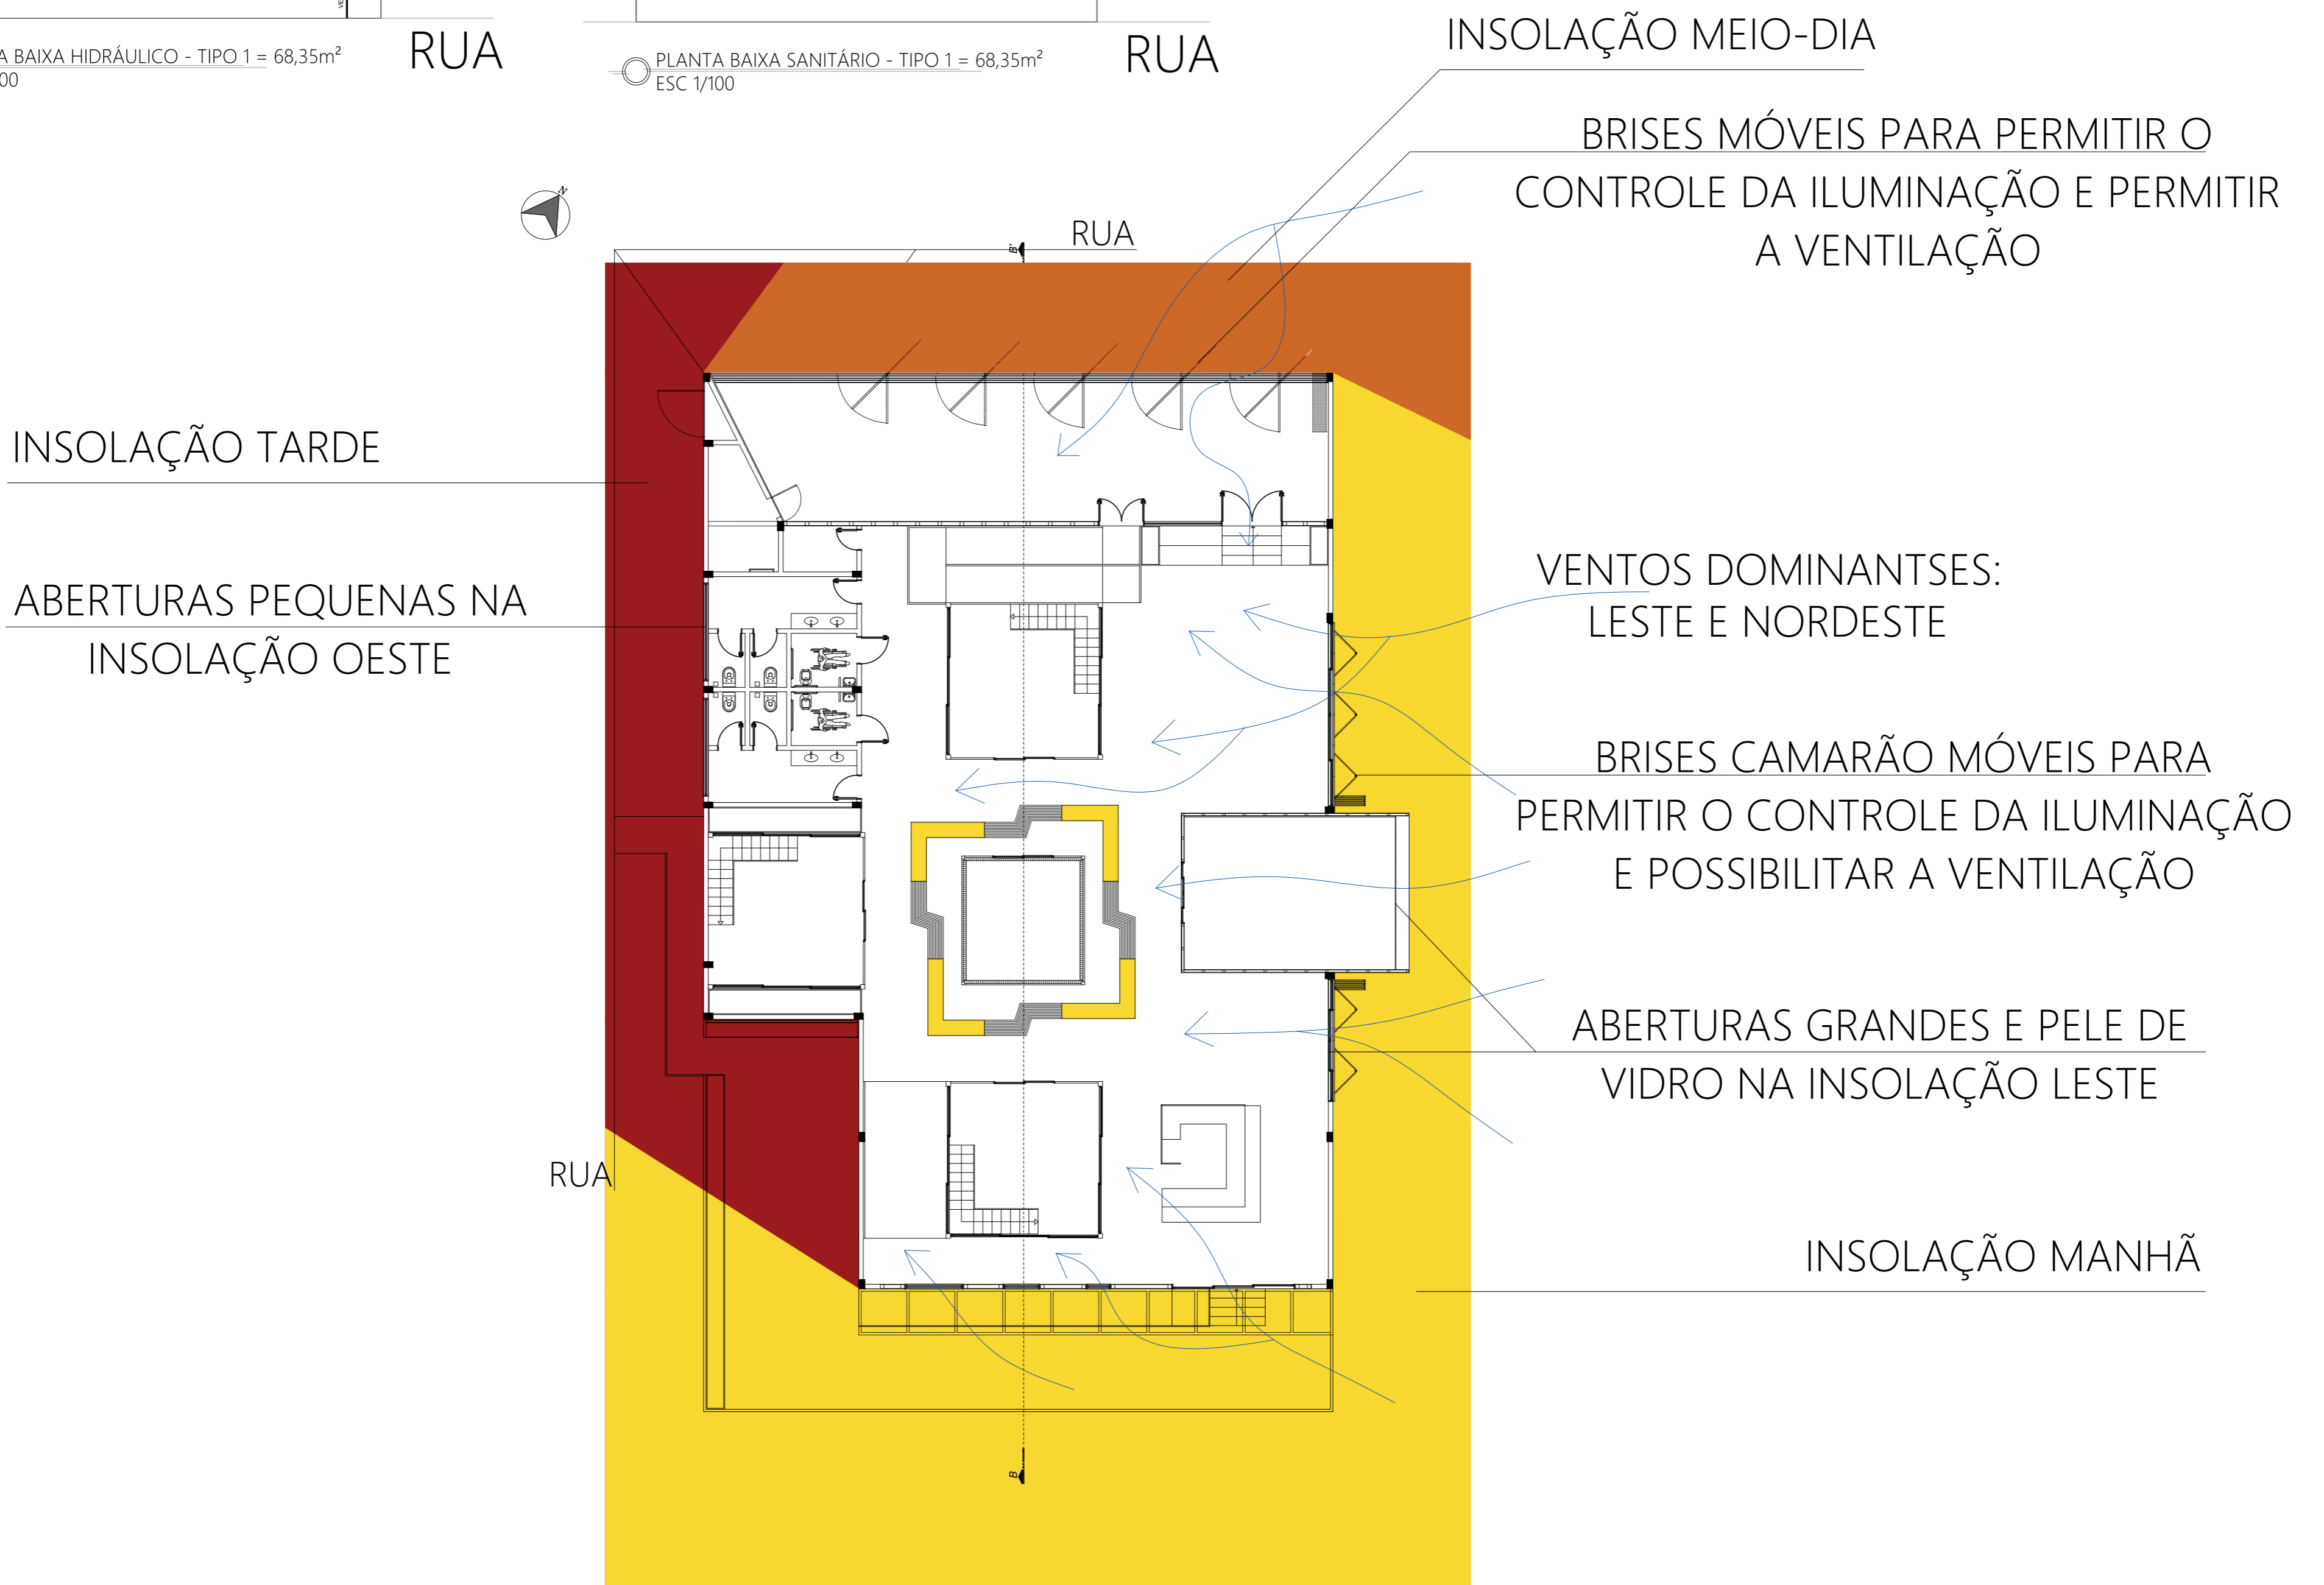 A BAIXA HIDRÁULICO - TIPO 1 = 68,35m²
00
RUA
PLANTA BAIXA SANITÁRIO - TIPO 1 = 68,35m²
ESC 1/100
RUA
INSOLAÇÃO MEIO-DIA
BRISES MÓVEIS PARA PERMITIR O
CONTROLE DA ILUMINAÇÃO E PERMITIR
A VENTILAÇÃO
N
RUA
B'
INSOLAÇÃO TARDE
ABERTURAS PEQUENAS NA
INSOLAÇÃO OESTE
VENTOS DOMINANTSES:
LESTE E NORDESTE
BRISES CAMARÃO MÓVEIS PARA
PERMITIR O CONTROLE DA ILUMINAÇÃO
E POSSIBILITAR A VENTILAÇÃO
ABERTURAS GRANDES E PELE DE
VIDRO NA INSOLAÇÃO LESTE
RUA
INSOLAÇÃO MANHÃ
B